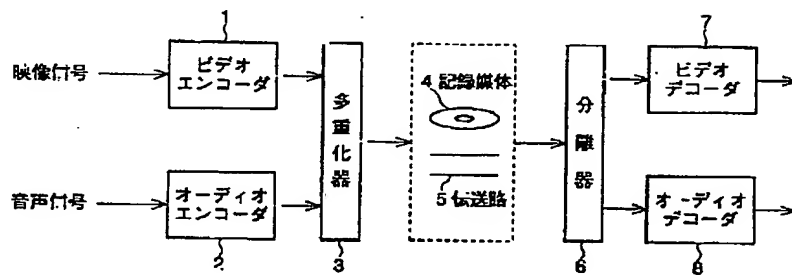 1
ビデオ
エンコーダ
映像信号
音声信号
オーディオ
エンコーダ
2
多重化器
3
4 記録媒体
5 伝送路
分離器
6
7
ビデオ
デコーダ
オーディオ
デコーダ
8